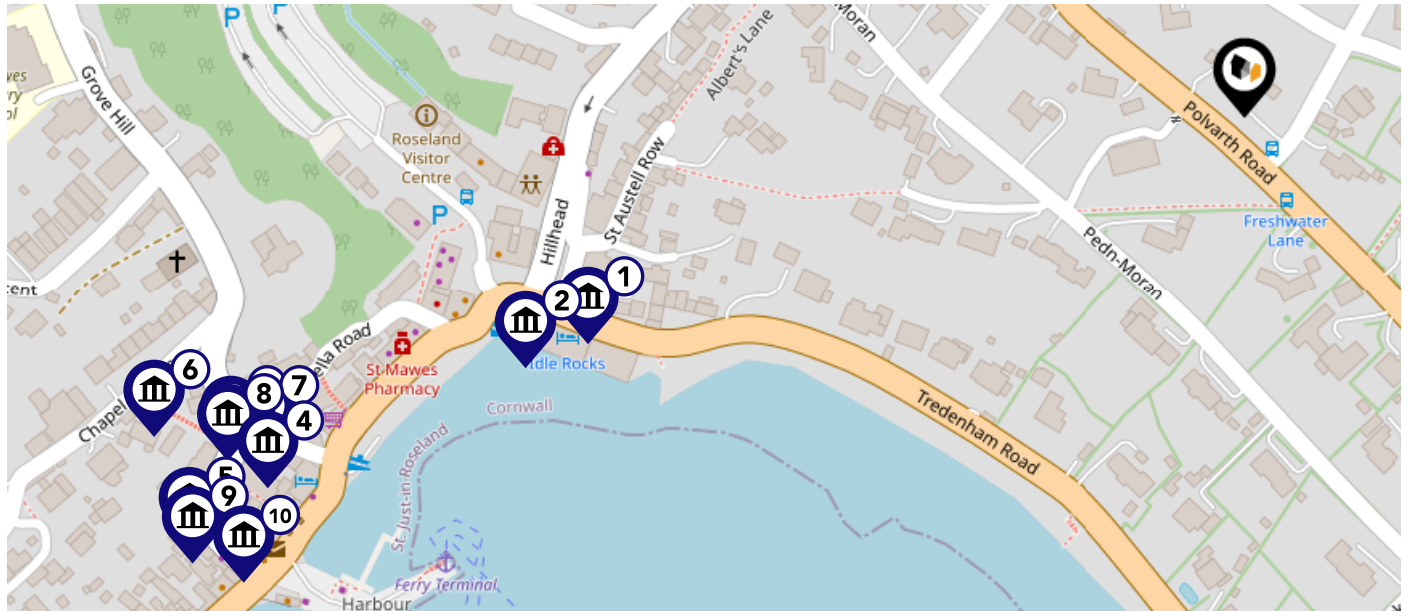 P
P
Moran
Albert's Lane
Grove Hill
Polvarth Road
Roseland
Visitor
Centre
St Austell Row
P
Hillhead
Freshwater
Lane
Pedn-Moran
1
2
Idle Rocks
St Mawes
Pharmacy
6
8
7
4
Chapel
Cornwall
Tredenham Road
St. Just-in-Roseland
5
9
10
Ferry Terminal
Harbour